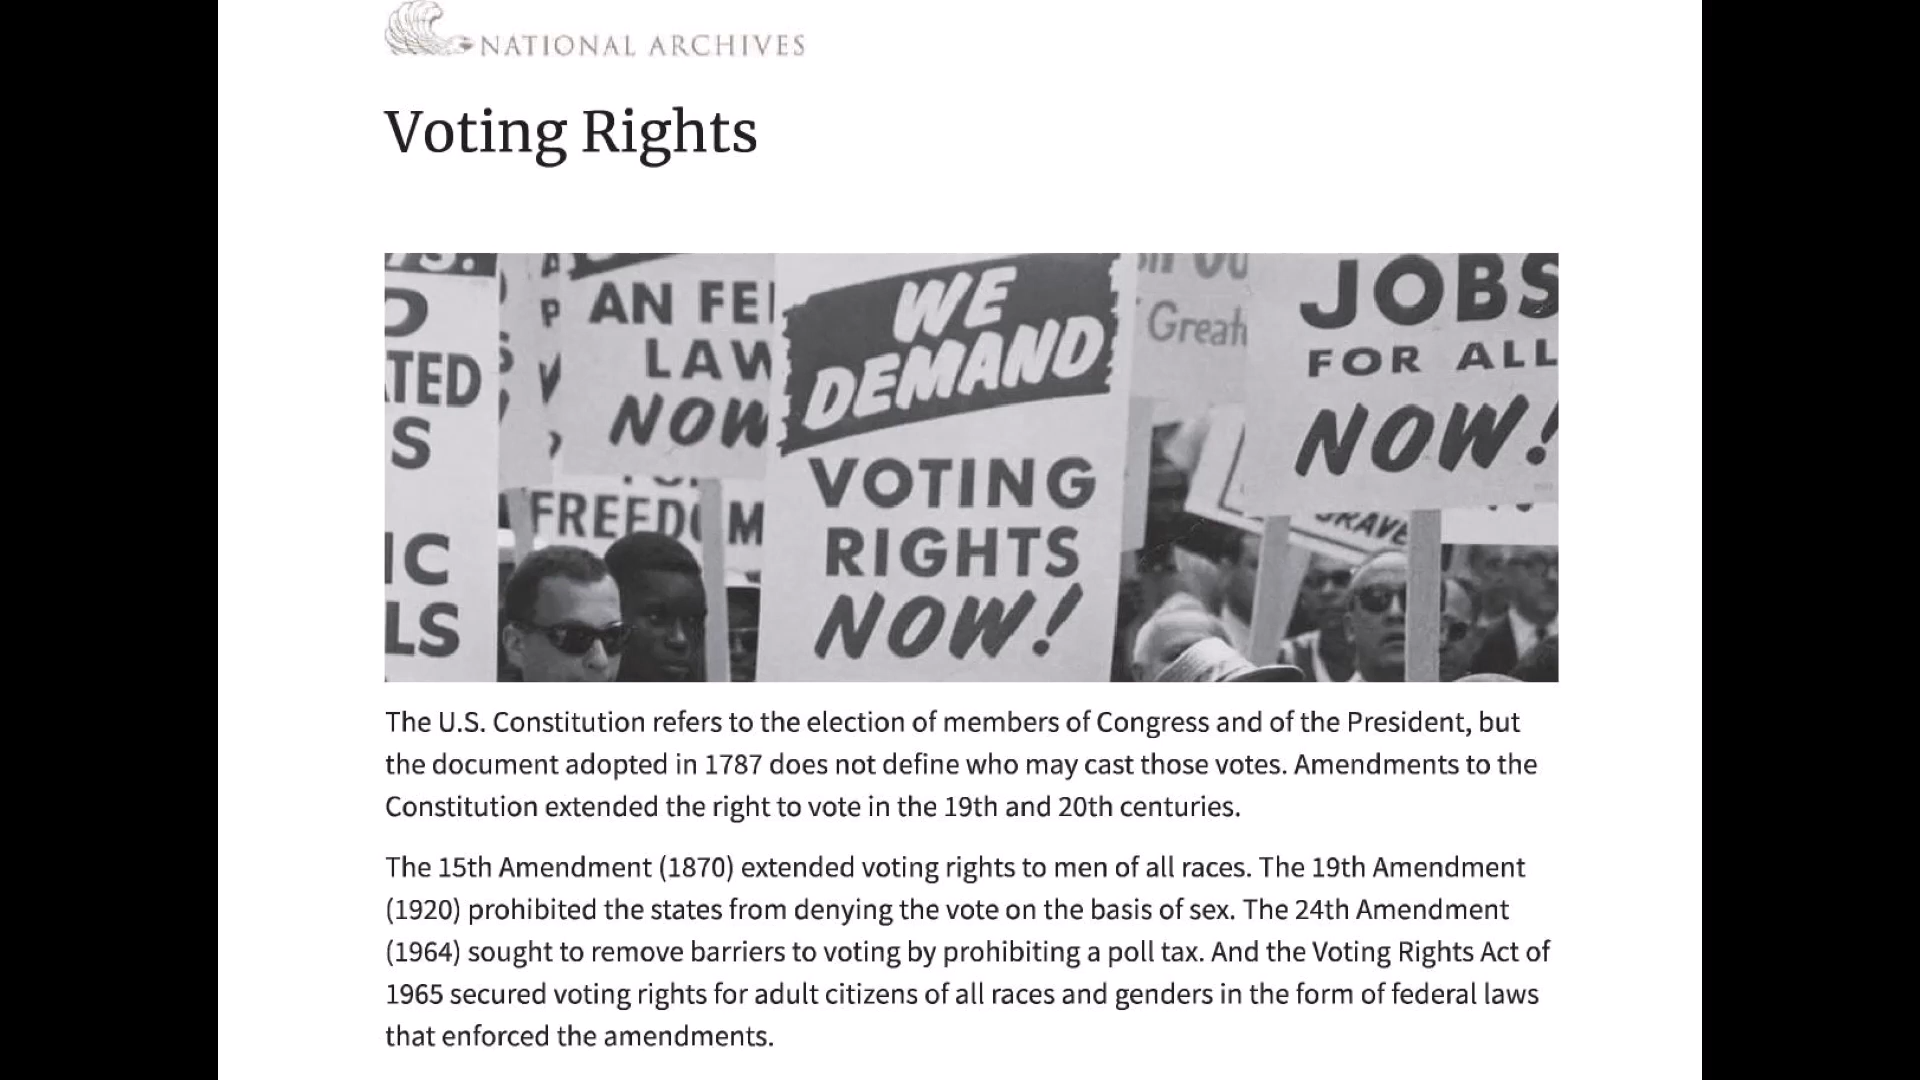 NATIONAL ARCHIVES
Voting Rights
TED
S
IC
LS
AN
LAW
NOW
FREEDOM
WE
DEMAND
VOTING
RIGHTS
NOW!
Great
JOBS
FOR ALL
NOW!
The U.S. Constitution refers to the election of members of Congress and of the President, but
the document adopted in 1787 does not define who may cast those votes. Amendments to the
Constitution extended the right to vote in the 19th and 20th centuries.
The 15th Amendment (1870) extended voting rights to men of all races. The 19th Amendment
(1920) prohibited the states from denying the vote on the basis of sex. The 24th Amendment
(1964) sought to remove barriers to voting by prohibiting a poll tax. And the Voting Rights Act of
1965 secured voting rights for adult citizens of all races and genders in the form of federal laws
that enforced the amendments.